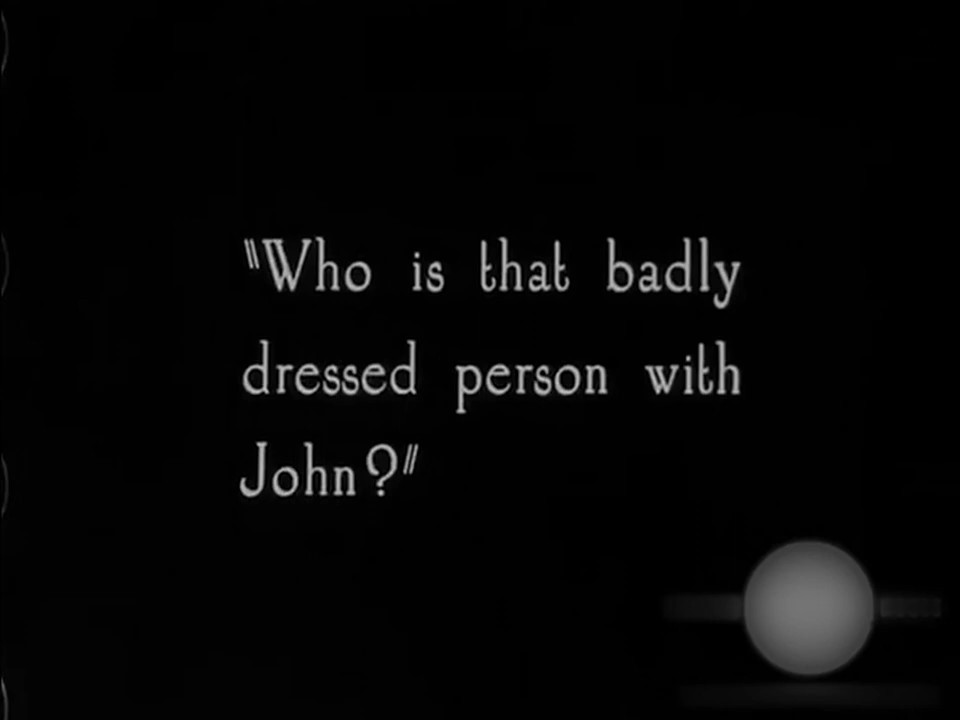 "Who is that badly
dressed person with
John?"